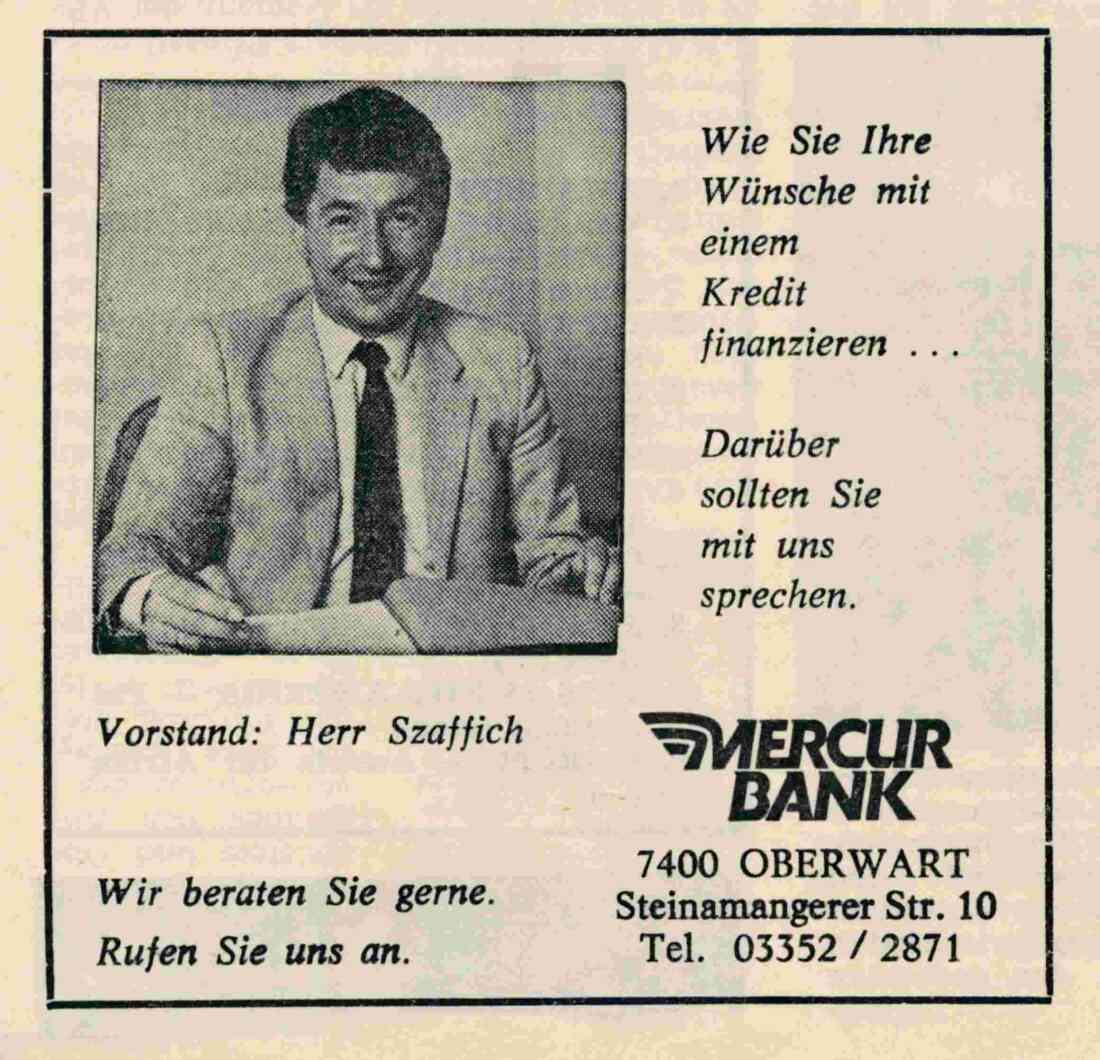 Wie Sie Ihre
Wünsche mit
einem
Kredit
finanzieren ...
Darüber
sollten Sie
mit uns
sprechen.
Vorstand: Herr Szaffich
MERCUR
BANK
Wir beraten Sie gerne.
Rufen Sie uns an.
7400 OBERWART
Steinamangerer Str. 10
Tel. 03352 / 2871